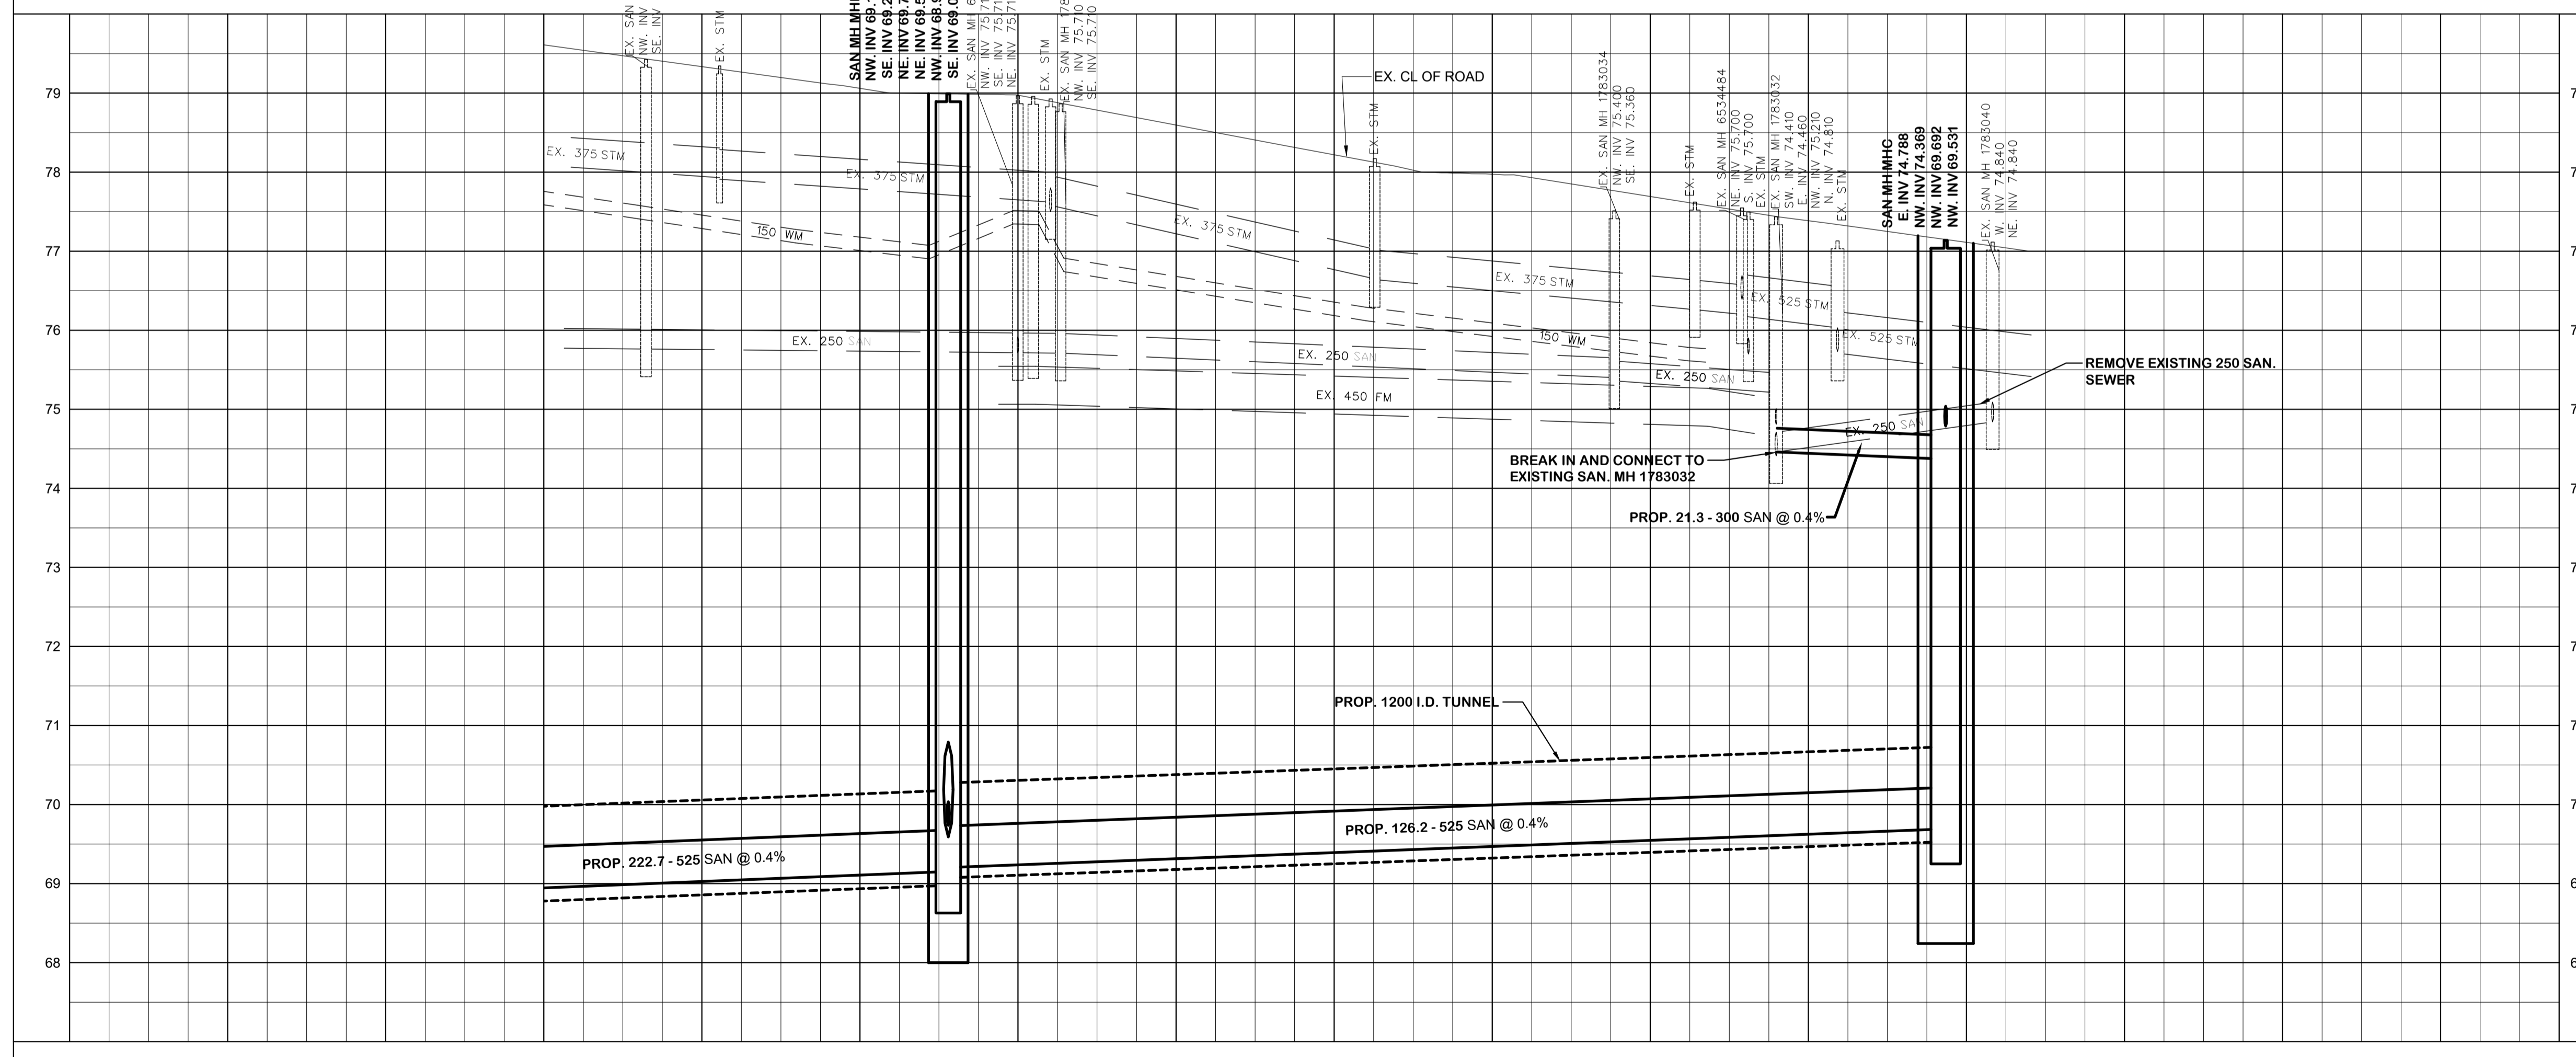 EX. SAN
NW. INV
SE. INV
EX. STM
SAN MH
NW. INV 69.
SE. INV 69.2
NE. INV 69.7
NE. INV 69.5
NW. INV 68.9
SE. INV 69.0
EX. SAN MH
NW. INV 75.71
SE. INV 75.71
NE. INV 75.71
EX. STM
EX. SAN MH 178
NW. INV 75.710
SE. INV 75.710
EX. CL OF ROAD
EX. STM
EX. SAN MH 1783034
NW. INV 75.400
SE. INV 75.360
EX. STM
EX. SAN MH 6534484
NE. INV 75.700
S. INV 75.700
EX. STM
EX. SAN MH 1783032
SW. INV 74.410
E. INV 74.460
NW. INV 75.210
N. INV 74.810
EX. STM
SAN MH MHC
E. INV 74.788
NW. INV 74.369
NW. INV 69.692
NW. INV 69.531
EX. SAN MH 1783040
W. INV 74.840
NE. INV 74.840
79
78
77
76
75
74
73
72
71
70
69
68
EX. 375 STM
EX. 375 STM
150 WM
EX. 375 STM
EX. 375 STM
EX. 525 STM
EX. 525 STM
150 WM
EX. 250 SAN
EX. 250 SAN
EX. 250 SAN
EX. 450 FM
EX. 250 SAN
REMOVE EXISTING 250 SAN.
SEWER
BREAK IN AND CONNECT TO
EXISTING SAN. MH 1783032
PROP. 21.3 - 300 SAN @ 0.4%
PROP. 1200 I.D. TUNNEL
PROP. 126.2 - 525 SAN @ 0.4%
PROP. 222.7 - 525 SAN @ 0.4%